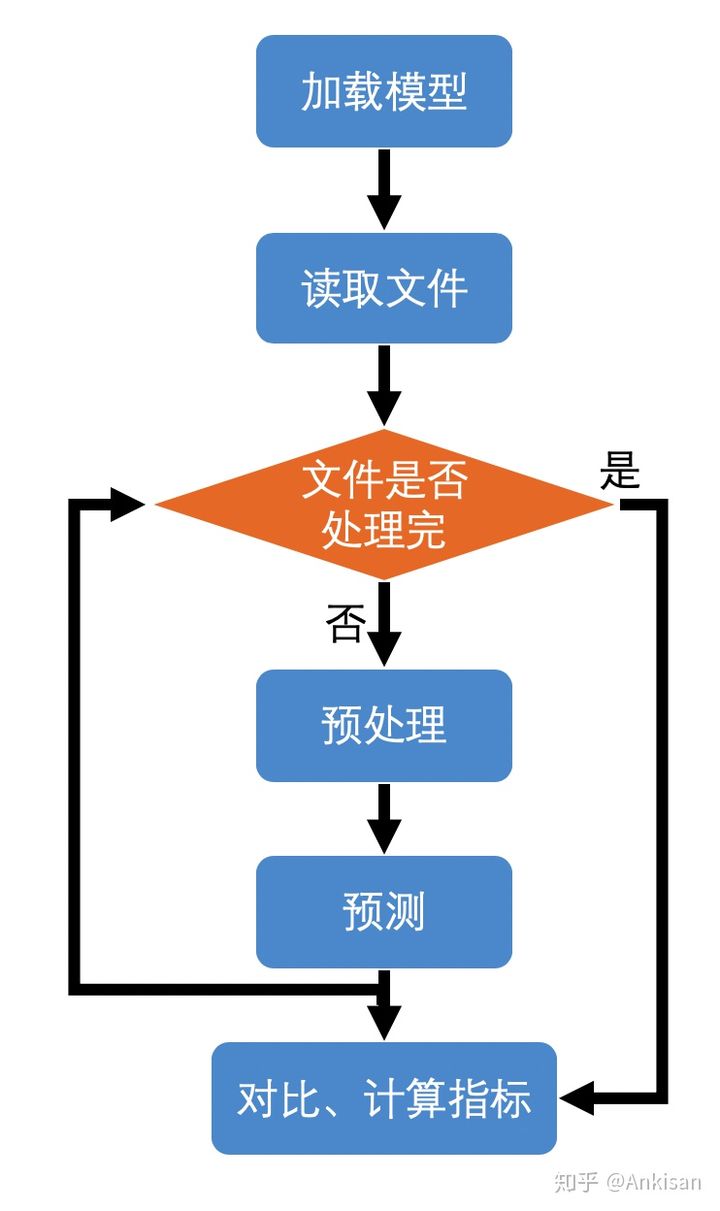 加载模型
读取文件
文件是否
处理完
是
否
预处理
预测
对比、计算指标
知乎 @Ankisan